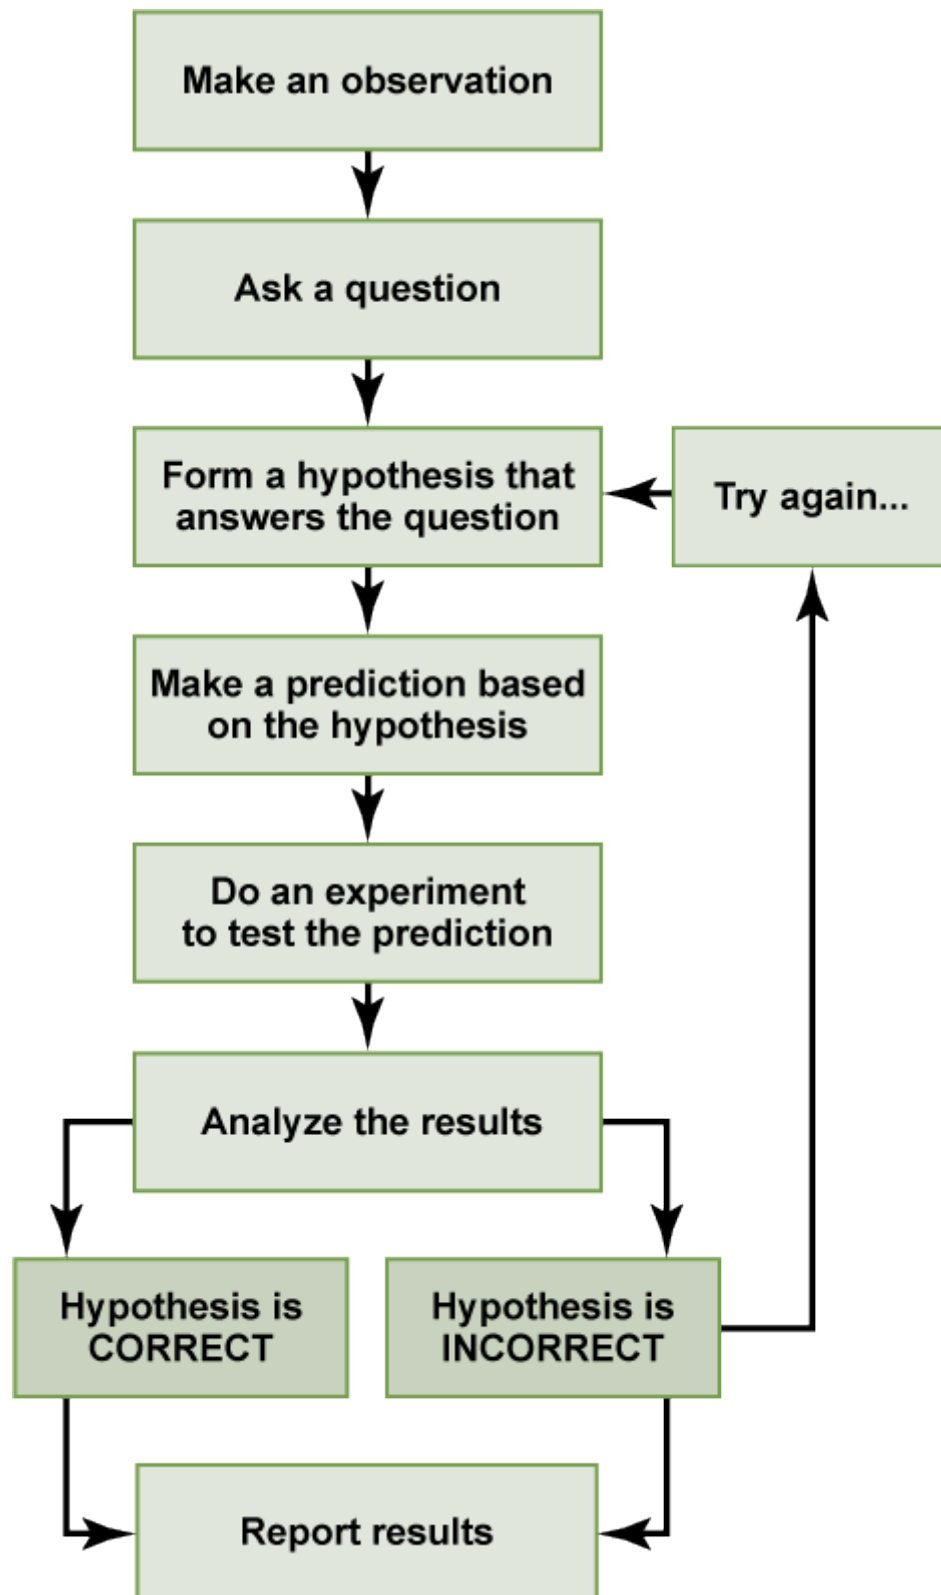 Make an observation
Ask a question
Form a hypothesis that
answers the question
Try again...
Make a prediction based
on the hypothesis
Do an experiment
to test the prediction
Analyze the results
Hypothesis is
CORRECT
Hypothesis is
INCORRECT
Report results